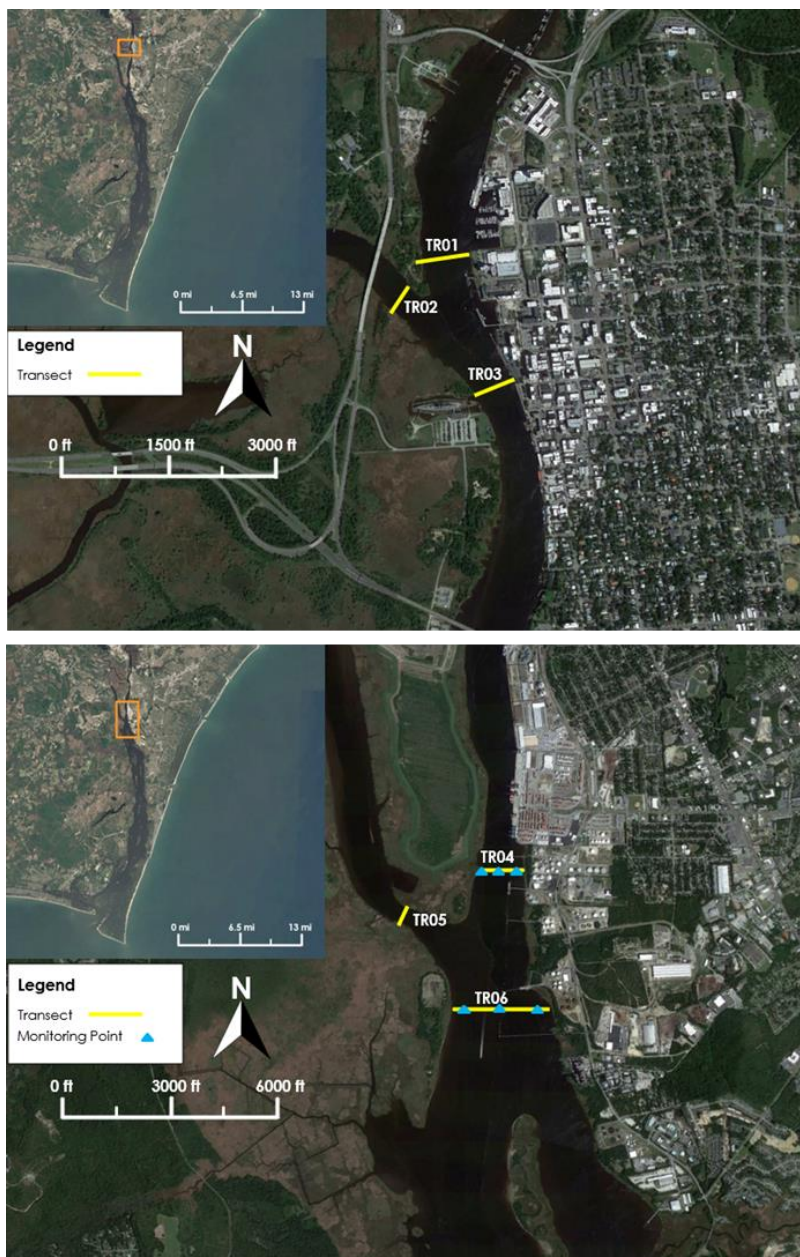 TR01
TR02
TR03
0 mi 6.5 mi 13 mi
Legend
Transect
N
0 ft 1500 ft 3000 ft
TR04
TR05
TR06
0 mi 6.5 mi 13 mi
Legend
Transect
Monitoring Point
N
0 ft 3000 ft 6000 ft